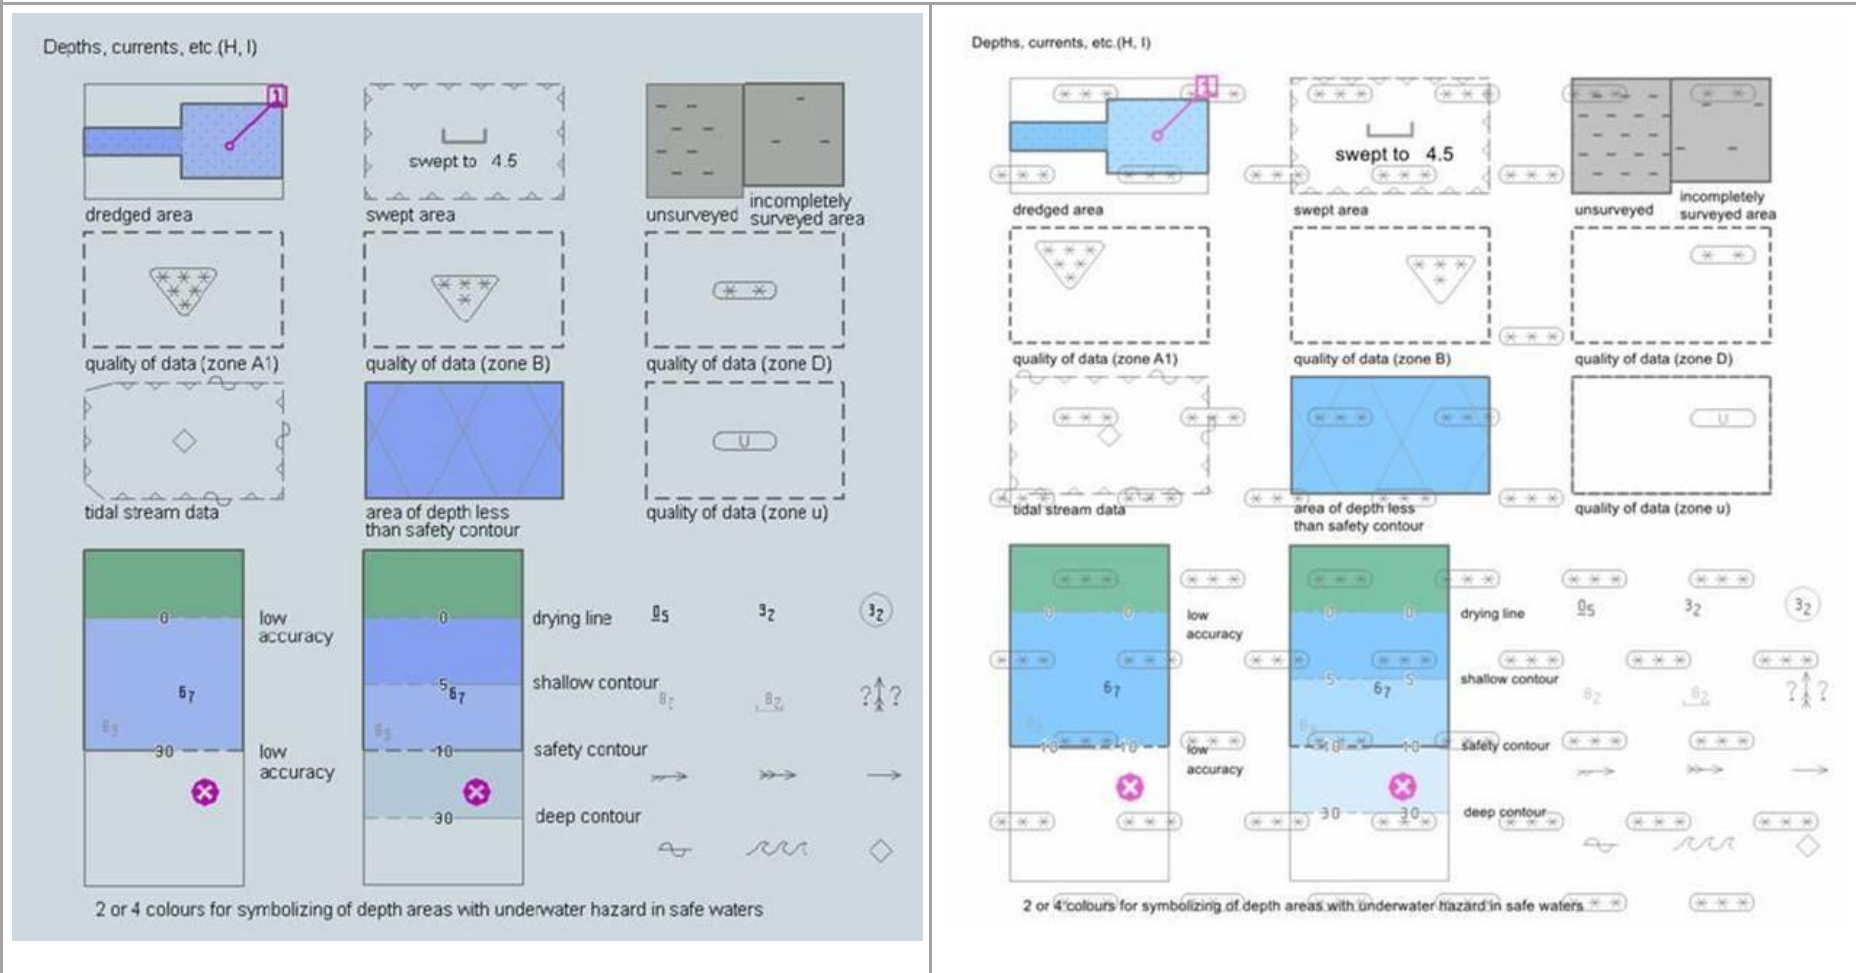 Depths, currents, etc.(H, I)
1
swept to 4.5
dredged area
swept area
unsurveyed
incompletely
surveyed area
quality of data (zone A1)
quality of data (zone B)
quality of data (zone D)
U
tidal stream data
area of depth less
than safety contour
quality of data (zone u)
0
low
accuracy
0
drying line
05
32
32
67
5
67
shallow contour
82
82
? ?
83
83
30
low
accuracy
10
safety contour
30
deep contour
2 or 4 colours for symbolizing of depth areas with underwater hazard in safe waters
Depths, currents, etc.(H, I)
1
swept to 4.5
dredged area
swept area
unsurveyed
incompletely
surveyed area
quality of data (zone A1)
quality of data (zone B)
quality of data (zone D)
U
tidal stream data
area of depth less
than safety contour
quality of data (zone u)
0 0
low
accuracy
0 0
drying line
05
32
32
67
5 5
67
shallow contour
82
82
? ?
10 10
low
accuracy
10 10
safety contour
30 30
deep contour
2 or 4 colours for symbolizing of depth areas with underwater hazard in safe waters